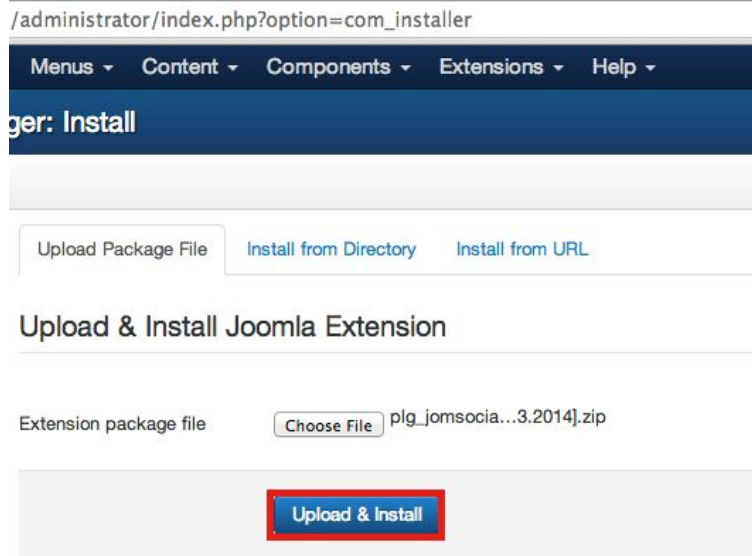 /administrator/index.php?option=com_installer
Menus Content Components Extensions Help
ger: Install
Upload Package File Install from Directory Install from URL
Upload & Install Joomla Extension
Extension package file Choose File plg_jomsocia...3.2014].zip
Upload & Install